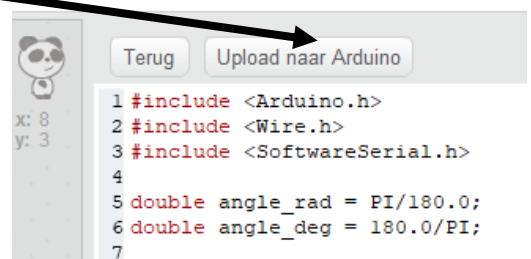 Terug Upload naar Arduino
x: 8
y: 3
1 #include <Arduino.h>
2 #include <Wire.h>
3 #include <SoftwareSerial.h>
4
5 double angle_rad = PI/180.0;
6 double angle_deg = 180.0/PI;
7